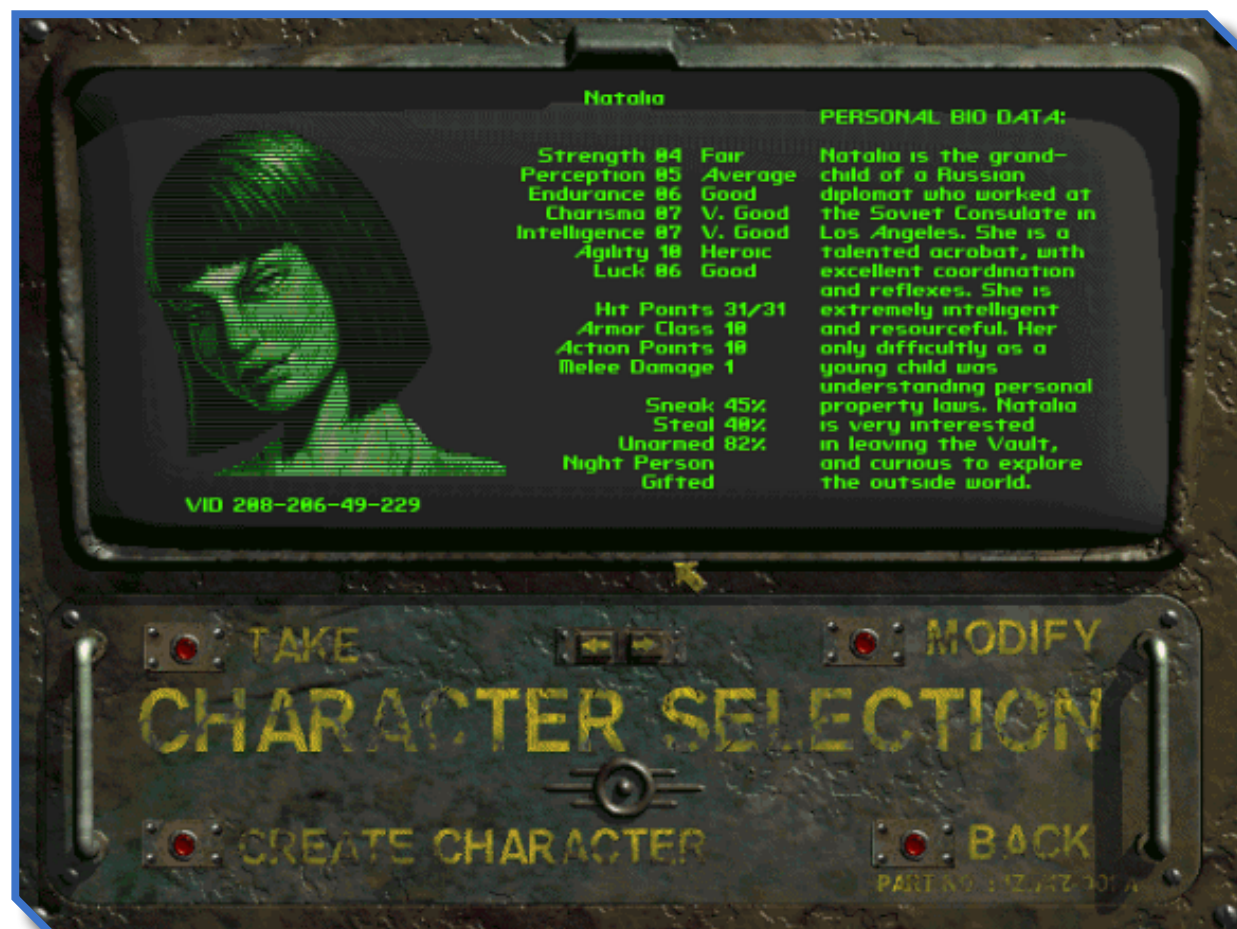 Natalia
Strength 04 Fair
Perception 05 Average
Endurance 06 Good
Charisma 07 V. Good
Intelligence 07 V. Good
Agility 10 Heroic
Luck 06 Good
Hit Points 31/31
Armor Class 10
Action Points 10
Melee Damage 1
Sneak 45%
Steal 40%
Unarmed 82%
Night Person
Gifted
PERSONAL BIO DATA:
Natalia is the grand-
child of a Russian
diplomat who worked at
the Soviet Consulate in
Los Angeles. She is a
talented acrobat, with
excellent coordination
and reflexes. She is
extremely intelligent
and resourceful. Her
only difficultly as a
young child was
understanding personal
property laws. Natalia
is very interested
in leaving the Vault,
and curious to explore
the outside world.
VID 208-206-49-229
TAKE
MODIFY
CHARACTER SELECTION
CREATE CHARACTER
BACK
PART NO.